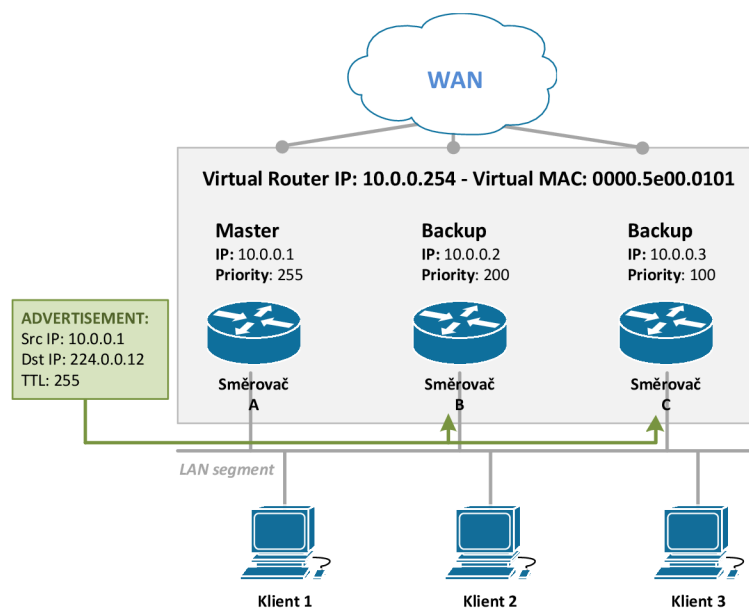 WAN
Virtual Router IP: 10.0.0.254 - Virtual MAC: 0000.5e00.0101
Master
IP: 10.0.0.1
Priority: 255
Backup
IP: 10.0.0.2
Priority: 200
Backup
IP: 10.0.0.3
Priority: 100
ADVERTISEMENT:
Src IP: 10.0.0.1
Dst IP: 224.0.0.12
TTL: 255
Směrovač
A
Směrovač
B
Směrovač
C
LAN segment
Klient 1
Klient 2
Klient 3